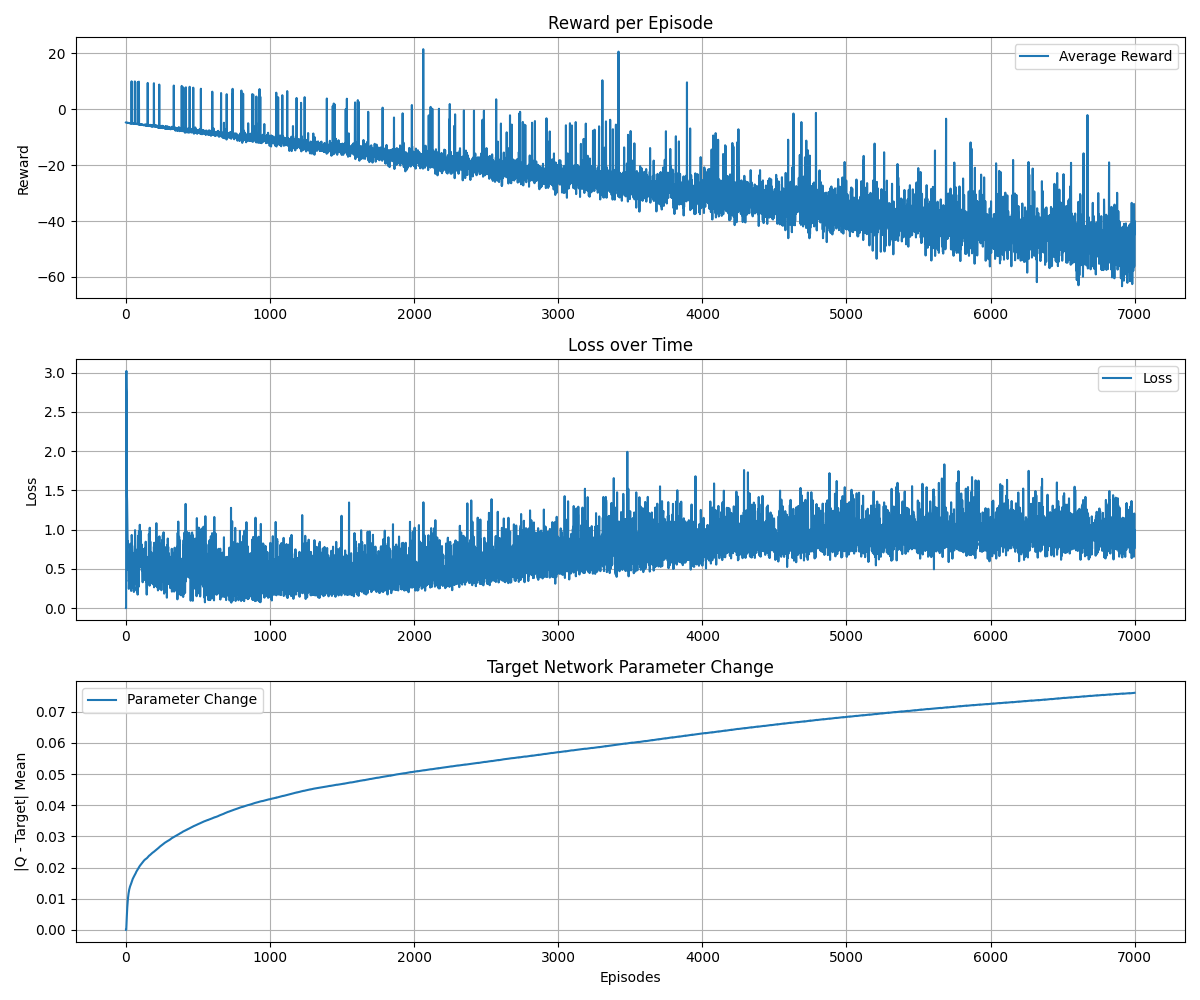 Reward per Episode
Reward
20
0
−20
−40
−60
Average Reward
0 1000 2000 3000 4000 5000 6000 7000
Loss over Time
Loss
3.0
2.5
2.0
1.5
1.0
0.5
0.0
Loss
0 1000 2000 3000 4000 5000 6000 7000
Target Network Parameter Change
|Q - Target| Mean
0.07
0.06
0.05
0.04
0.03
0.02
0.01
0.00
Parameter Change
0 1000 2000 3000 4000 5000 6000 7000
Episodes